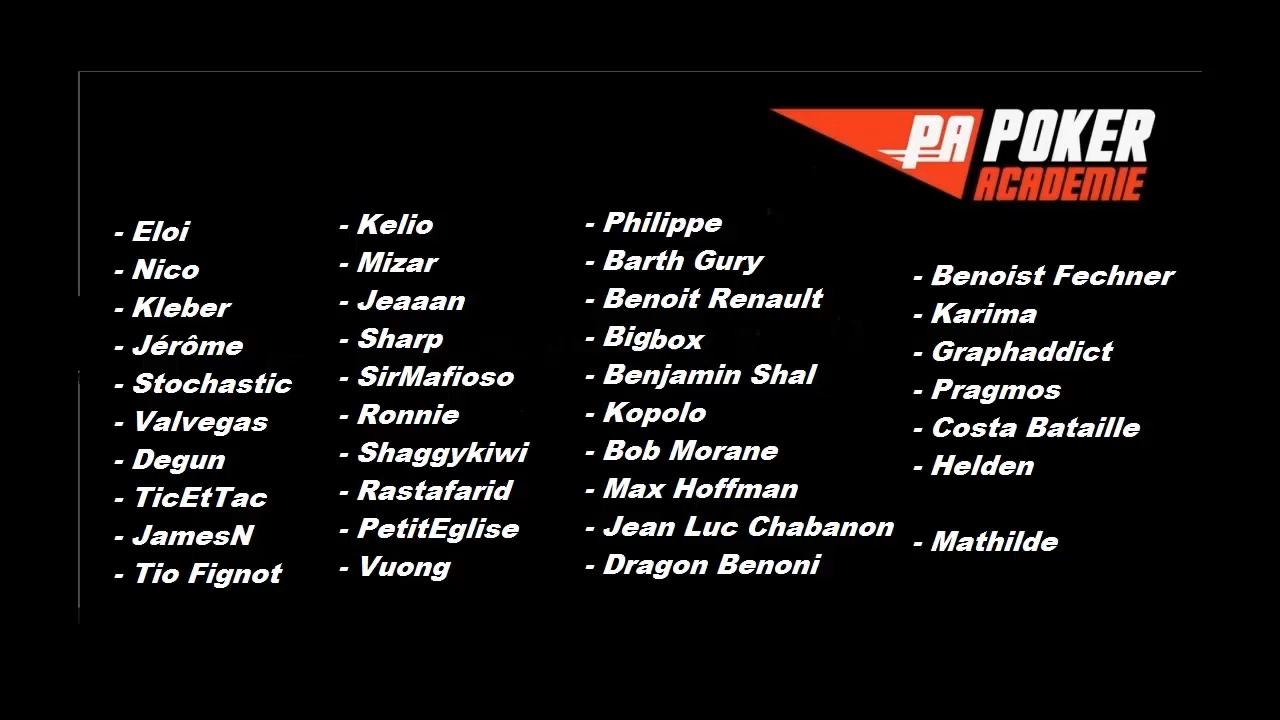 PA POKER
ACADEMIE
- Eloi
- Nico
- Kleber
- Jérôme
- Stochastic
- Valvegas
- Degun
- TicEtTac
- JamesN
- Tio Fignot
- Kelio
- Mizar
- Jeaaan
- Sharp
- SirMafioso
- Ronnie
- Shaggykiwi
- Rastafarid
- PetitEglise
- Vuong
- Philippe
- Barth Gury
- Benoit Renault
- Bigbox
- Benjamin Shal
- Kopolo
- Bob Morane
- Max Hoffman
- Jean Luc Chabanon
- Dragon Benoni
- Benoist Fechner
- Karima
- Graphaddict
- Pragmos
- Costa Bataille
- Helden
- Mathilde